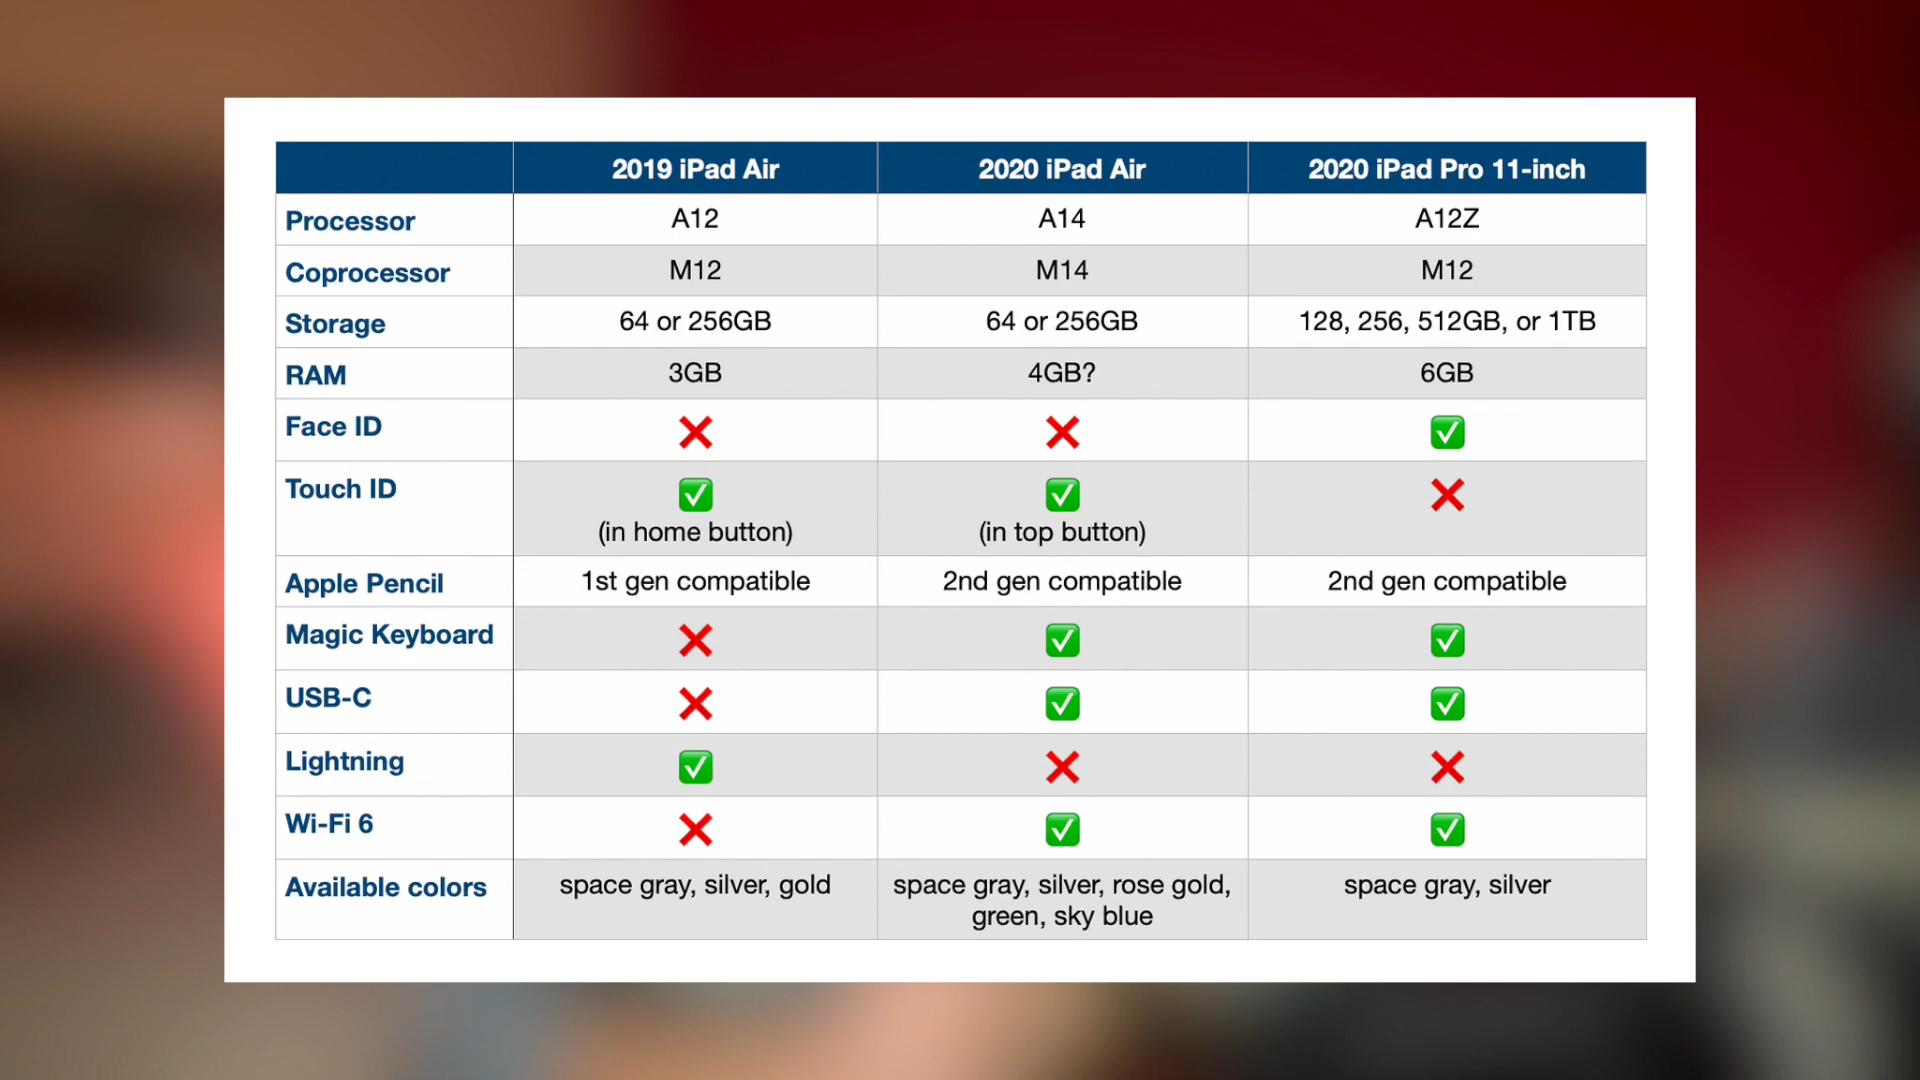 2019 iPad Air 2020 iPad Air 2020 iPad Pro 11-inch
Processor A12 A14 A12Z
Coprocessor M12 M14 M12
Storage 64 or 256GB 64 or 256GB 128, 256, 512GB, or 1TB
RAM 3GB 4GB? 6GB
Face ID ❌ ❌ ✅
Touch ID ✅ ✅ ❌
(in home button) (in top button)
Apple Pencil 1st gen compatible 2nd gen compatible 2nd gen compatible
Magic Keyboard ❌ ✅ ✅
USB-C ❌ ✅ ✅
Lightning ✅ ❌ ❌
Wi-Fi 6 ❌ ✅ ✅
Available colors space gray, silver, gold space gray, silver, rose gold, space gray, silver
green, sky blue